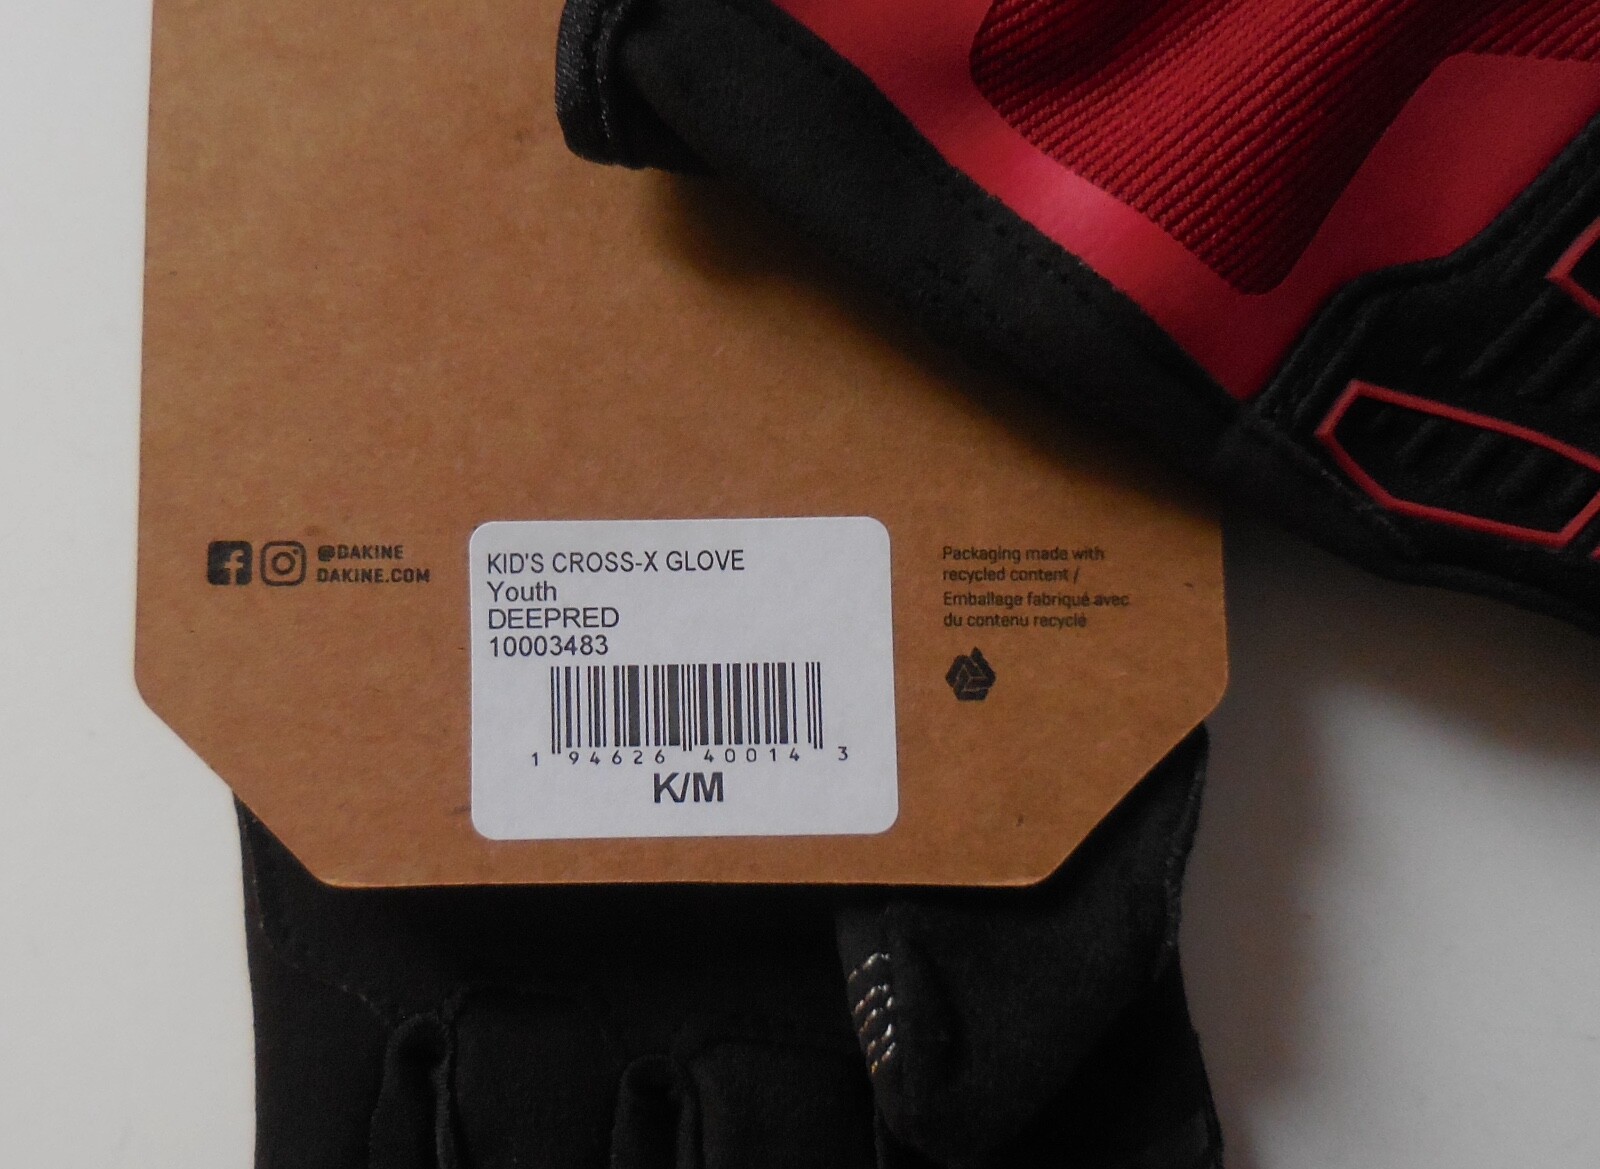 @DAKINE
DAKINE.COM
KID'S CROSS-X GLOVE
Youth
DEEPRED
10003483
1 94626 40014 3
K/M
Packaging made with
recycled content /
Emballage fabriqué avec
du contenu recyclé